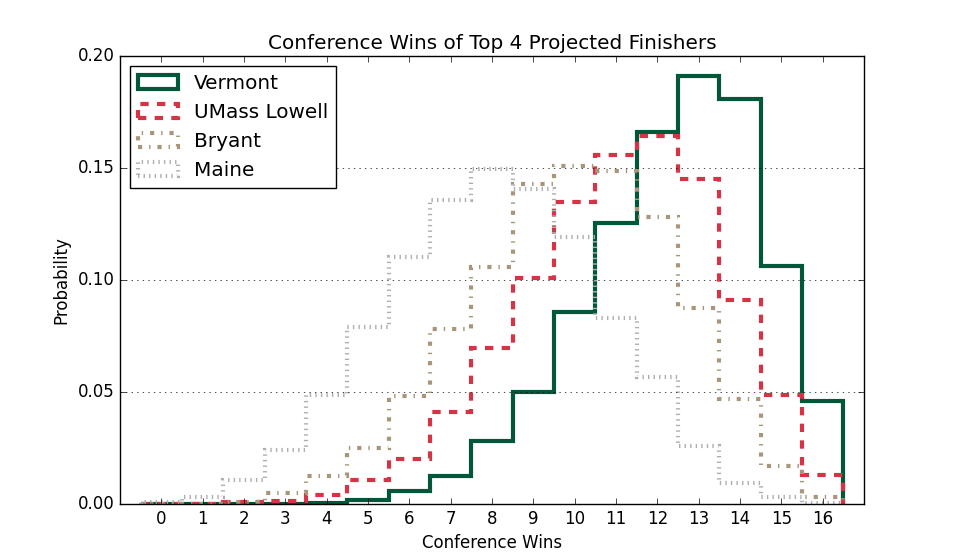 Conference Wins of Top 4 Projected Finishers
0.20
0.15
0.10
0.05
0.00
Probability
Vermont
UMass Lowell
Bryant
Maine
0 1 2 3 4 5 6 7 8 9 10 11 12 13 14 15 16
Conference Wins